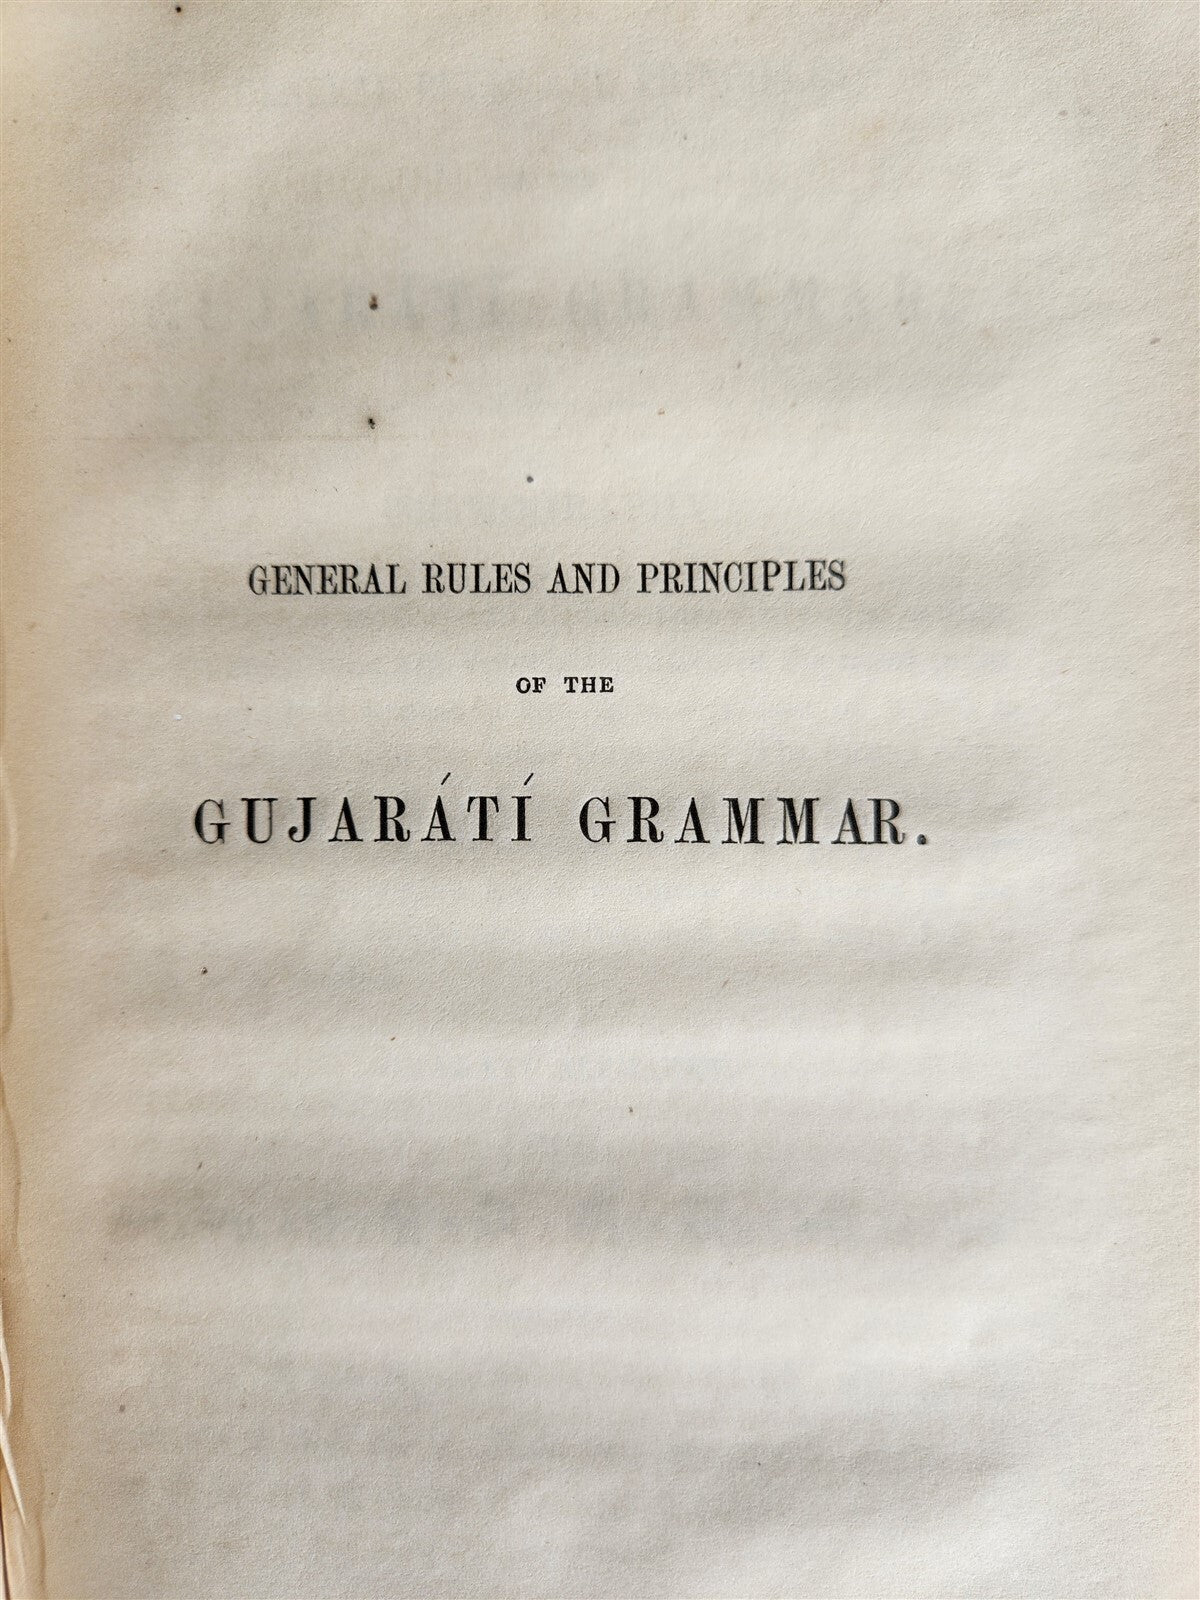 GENERAL RULES AND PRINCIPLES
OF THE
GUJARÁTÍ GRAMMAR.